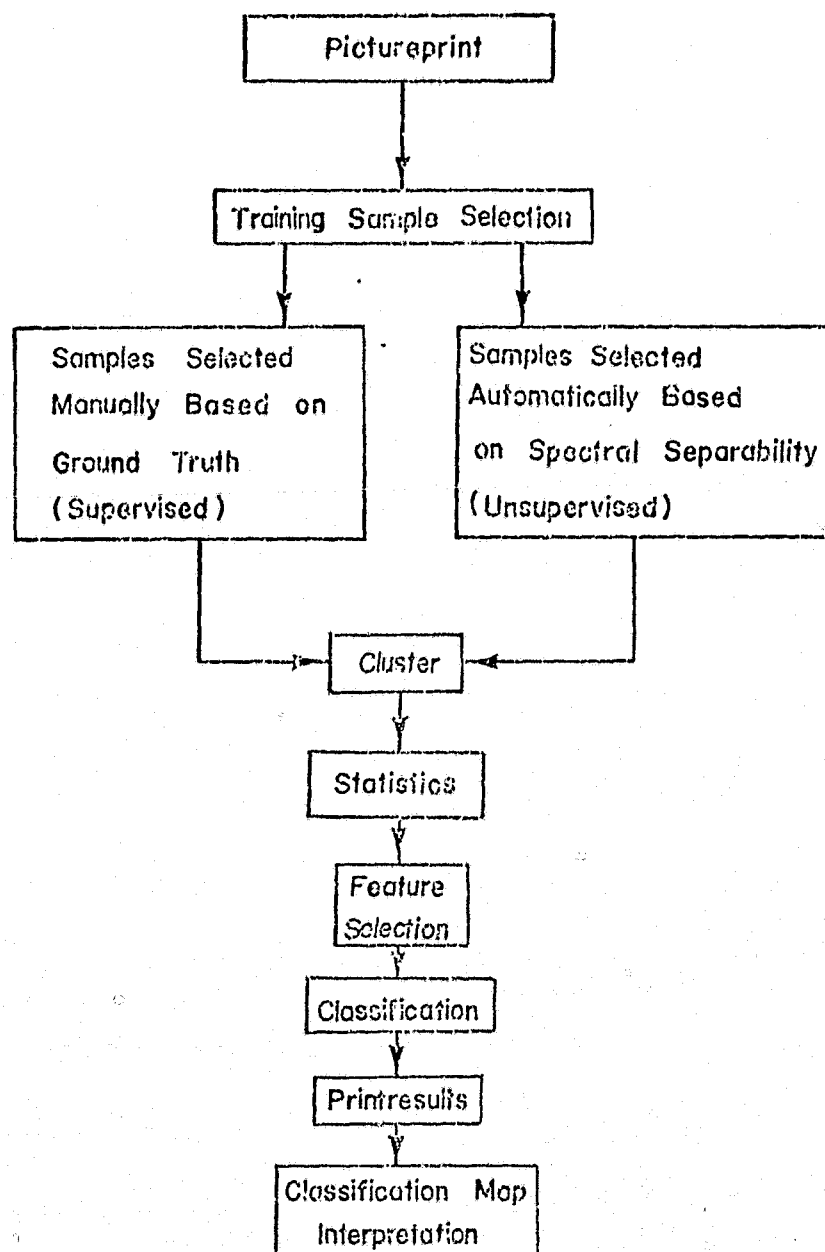 Pictureprint
Training Sample Selection
Samples Selected
Manually Based on
Ground Truth
(Supervised)
Samples Selected
Automatically Based
on Spectral Separability
(Unsupervised)
Cluster
Statistics
Feature
Selection
Classification
Printresults
Classification Map
Interpretation